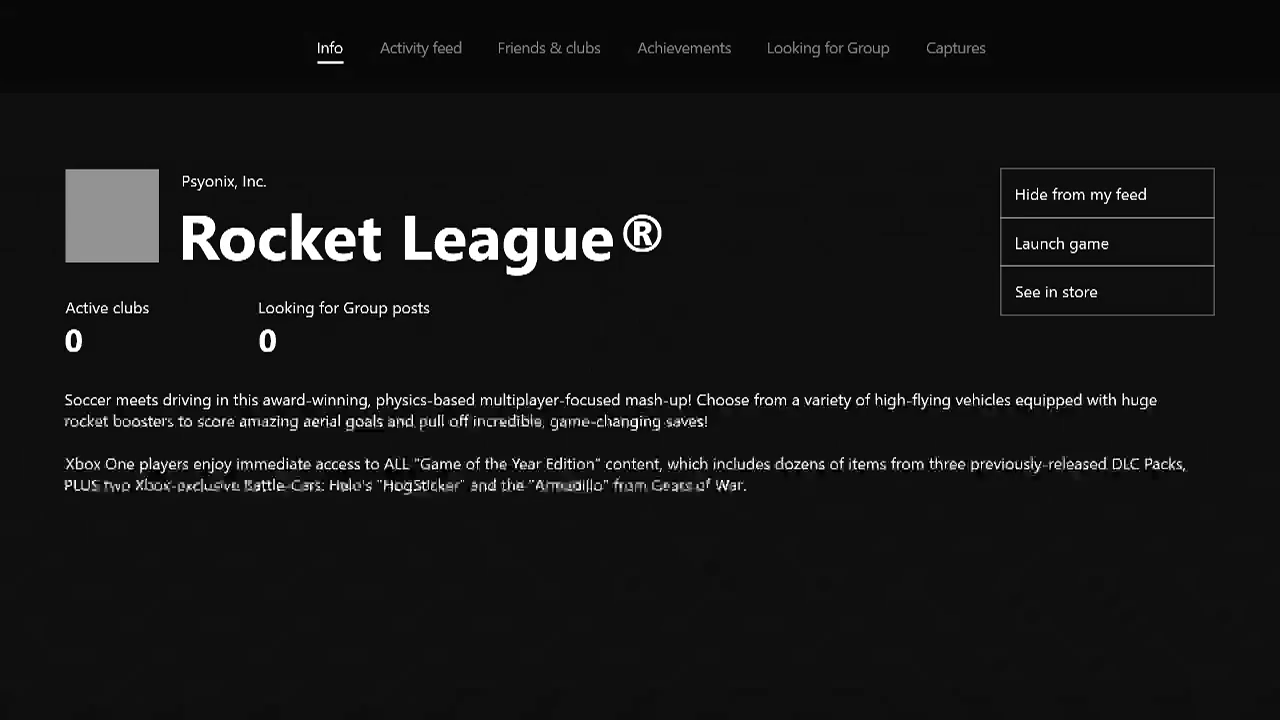 Info Activity feed Friends & clubs Achievements Looking for Group Captures
Psyonix, Inc.
Rocket League®
Hide from my feed
Launch game
See in store
Active clubs Looking for Group posts
0 0
Soccer meets driving in this award-winning, physics-based multiplayer-focused mash-up! Choose from a variety of high-flying vehicles equipped with huge
rocket boosters to score amazing aerial goals and pull off incredible, game-changing saves!
Xbox One players enjoy immediate access to ALL "Game of the Year Edition" content, which includes dozens of items from three previously-released DLC Packs,
PLUS two Xbox-exclusive Battle-Cars: Halo's "HogSticker" and the "Armadillo" from Gears of War.